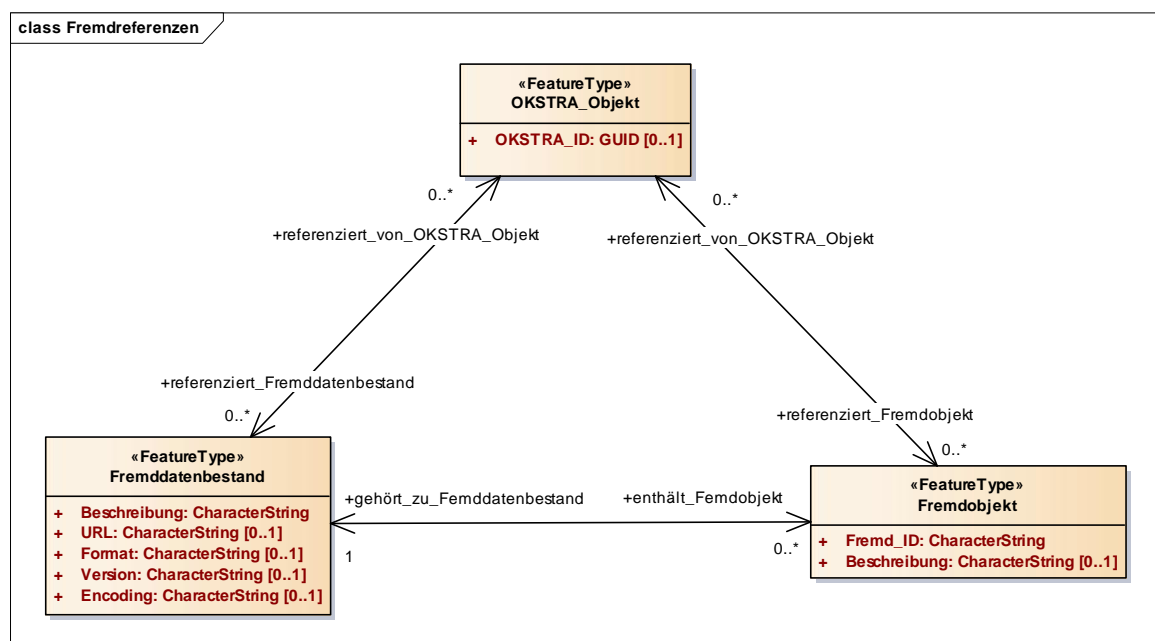 class Fremdreferenzen
«FeatureType»
OKSTRA_Objekt
+ OKSTRA_ID: GUID [0..1]
0..*
0..*
+referenziert_von_OKSTRA_Objekt
+referenziert_von_OKSTRA_Objekt
+referenziert_Fremddatenbestand
0..*
+referenziert_Fremdobjekt
0..*
«FeatureType»
Fremddatenbestand
+ Beschreibung: CharacterString
+ URL: CharacterString [0..1]
+ Format: CharacterString [0..1]
+ Version: CharacterString [0..1]
+ Encoding: CharacterString [0..1]
+gehört_zu_Femddatenbestand
+enthält_Femdobjekt
1
0..*
«FeatureType»
Fremdobjekt
+ Fremd_ID: CharacterString
+ Beschreibung: CharacterString [0..1]